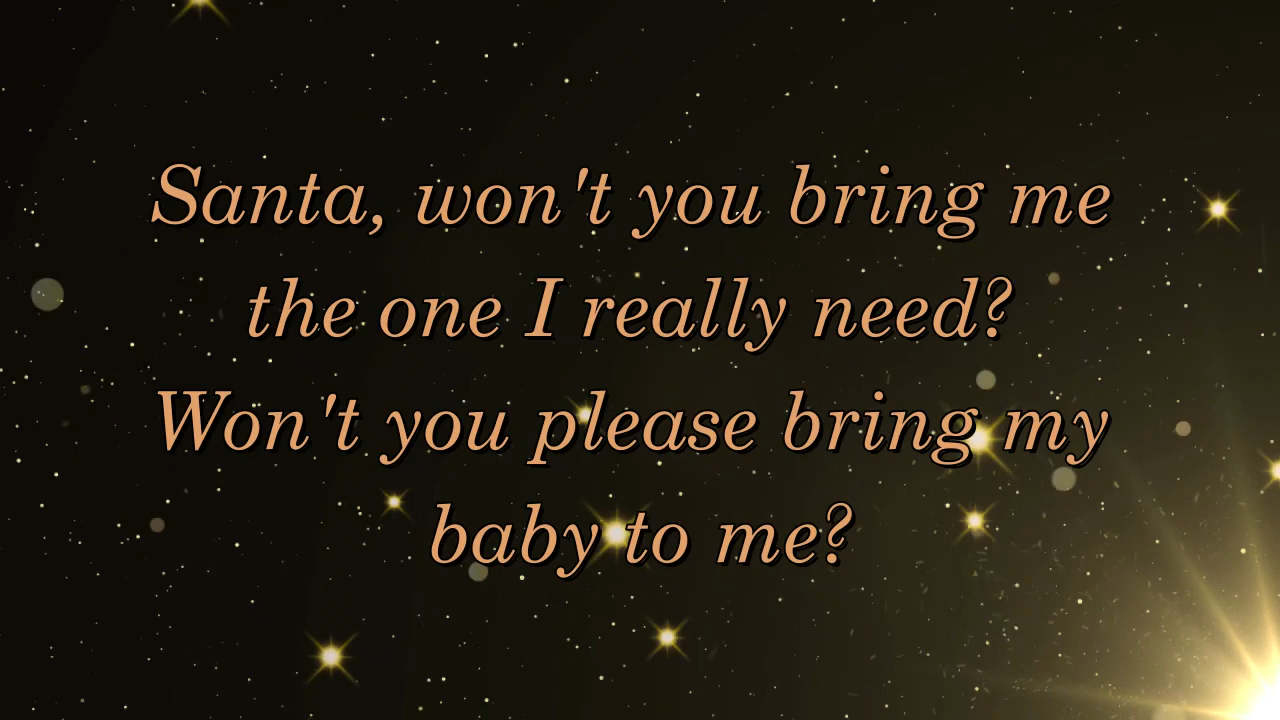 Santa, won't you bring me
the one I really need?
Won't you please bring my
baby to me?